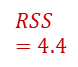 RSS
= 4.4